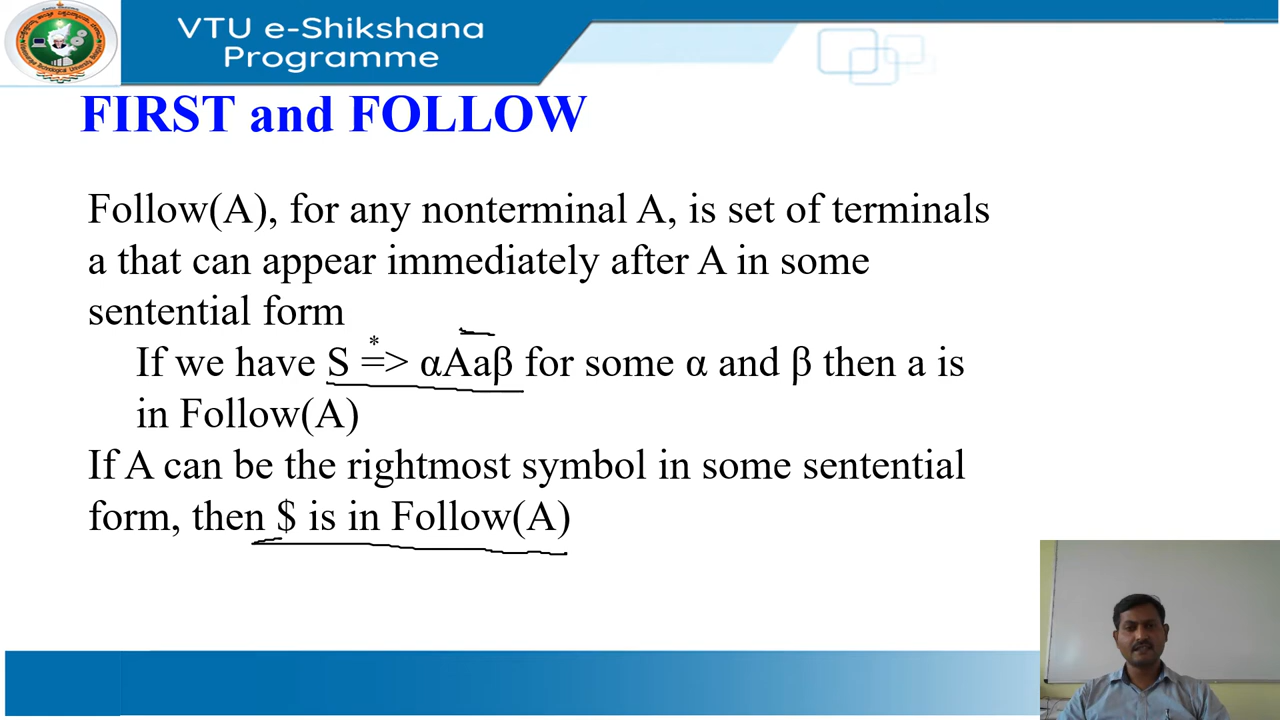 VTU e-Shikshana
Programme
FIRST and FOLLOW
Follow(A), for any nonterminal A, is set of terminals
a that can appear immediately after A in some
sentential form
If we have S =*> αAaβ for some α and β then a is
in Follow(A)
If A can be the rightmost symbol in some sentential
form, then $ is in Follow(A)